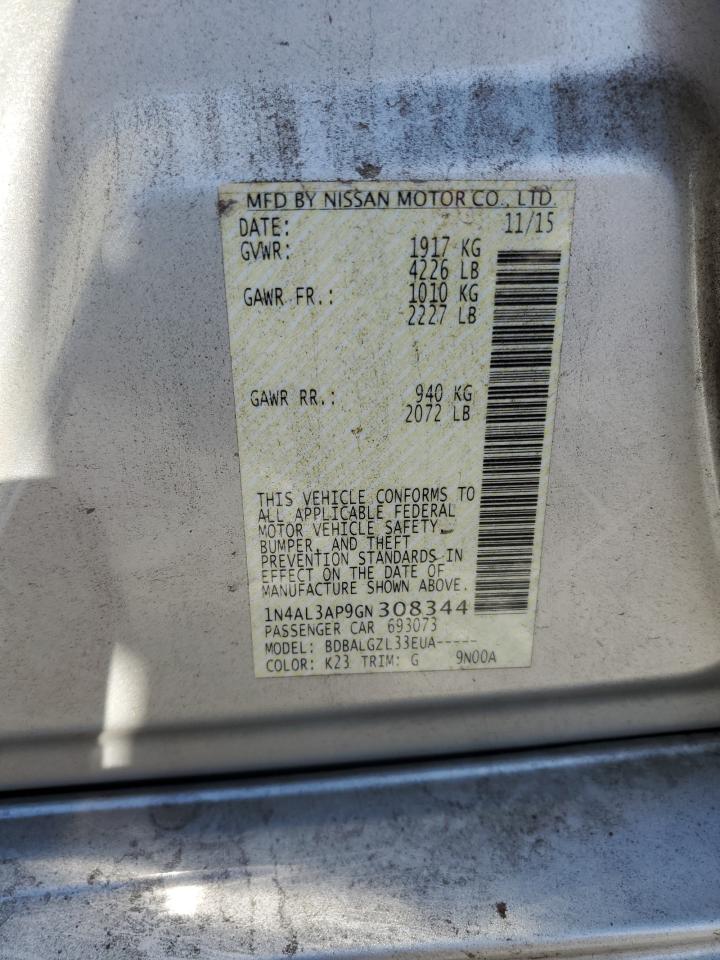 MFD BY NISSAN MOTOR CO., LTD.
DATE: 11/15
GVWR: 1917 KG
4226 LB
GAWR FR.: 1010 KG
2227 LB
GAWR RR.: 940 KG
2072 LB
THIS VEHICLE CONFORMS TO
ALL APPLICABLE FEDERAL
MOTOR VEHICLE SAFETY,
BUMPER, AND THEFT
PREVENTION STANDARDS IN
EFFECT ON THE DATE OF
MANUFACTURE SHOWN ABOVE.
1N4AL3AP9GN308344
PASSENGER CAR 693073
MODEL: BDBALGZL33EUA-----
COLOR: K23 TRIM: G 9N00A